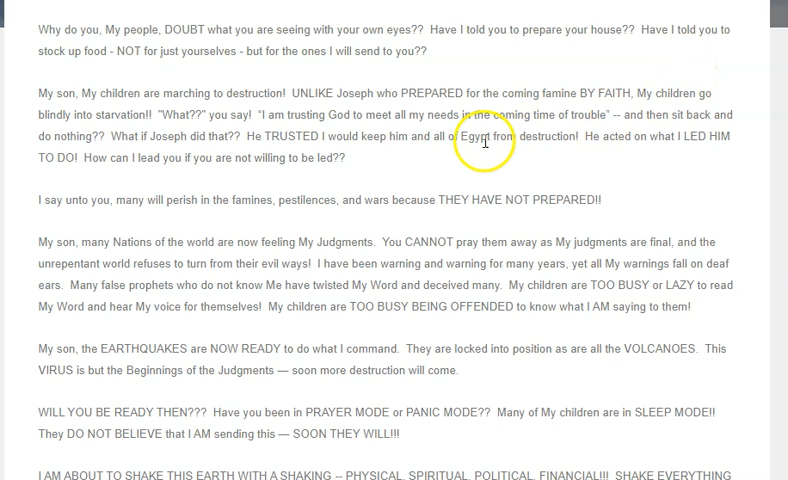 Why do you, My people, DOUBT what you are seeing with your own eyes??  Have I told you to prepare your house??  Have I told you to
stock up food - NOT for just yourselves - but for the ones I will send to you??
My son, My children are marching to destruction!  UNLIKE Joseph who PREPARED for the coming famine BY FAITH, My children go
blindly into starvation!!  "What??" you say!  “I am trusting God to meet all my needs in the coming time of trouble” -- and then sit back and
do nothing??  What if Joseph did that??  He TRUSTED I would keep him and all of Egypt from destruction!  He acted on what I LED HIM
TO DO!  How can I lead you if you are not willing to be led??
I say unto you, many will perish in the famines, pestilences, and wars because THEY HAVE NOT PREPARED!!
My son, many Nations of the world are now feeling My Judgments.  You CANNOT pray them away as My judgments are final, and the
unrepentant world refuses to turn from their evil ways!  I have been warning and warning for many years, yet all My warnings fall on deaf
ears.  Many false prophets who do not know Me have twisted My Word and deceived many.  My children are TOO BUSY or LAZY to read
My Word and hear My voice for themselves!  My children are TOO BUSY BEING OFFENDED to know what I AM saying to them!
My son, the EARTHQUAKES are NOW READY to do what I command.  They are locked into position as are all the VOLCANOES.  This
VIRUS is but the Beginnings of the Judgments — soon more destruction will come.
WILL YOU BE READY THEN???  Have you been in PRAYER MODE or PANIC MODE??  Many of My children are in SLEEP MODE!!
They DO NOT BELIEVE that I AM sending this — SOON THEY WILL!!!
I AM ABOUT TO SHAKE THIS EARTH WITH A SHAKING -- PHYSICAL, SPIRITUAL, POLITICAL, FINANCIAL!!!  SHAKE EVERYTHING